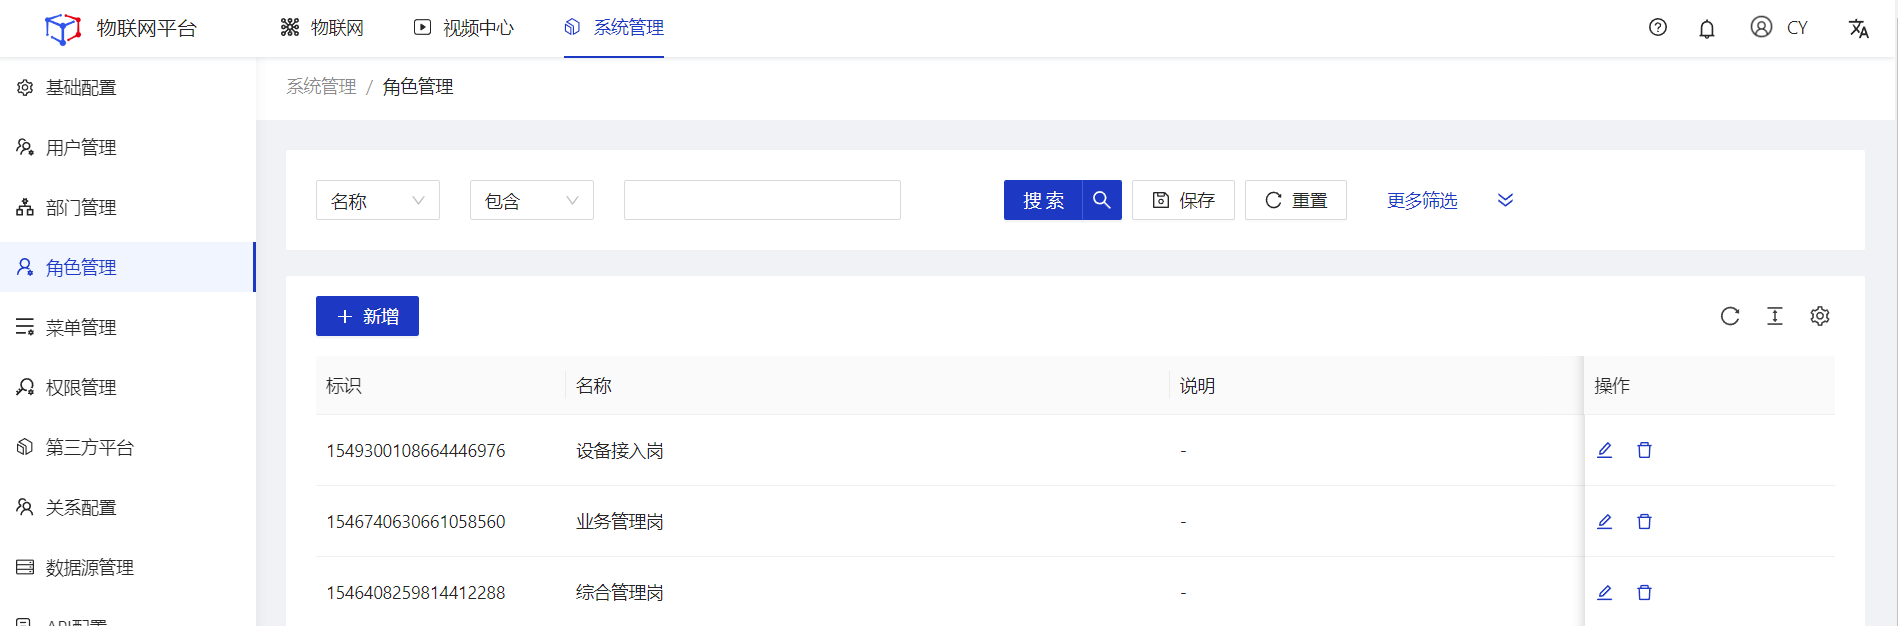 物联网平台 物联网 视频中心 系统管理 CY
基础配置
用户管理
部门管理
角色管理
菜单管理
权限管理
第三方平台
关系配置
数据源管理
API配置
系统管理 / 角色管理
名称 包含 搜索 保存 重置 更多筛选
新增
标识 名称 说明 操作
1549300108664446976 设备接入岗 -
1546740630661058560 业务管理岗 -
1546408259814412288 综合管理岗 -